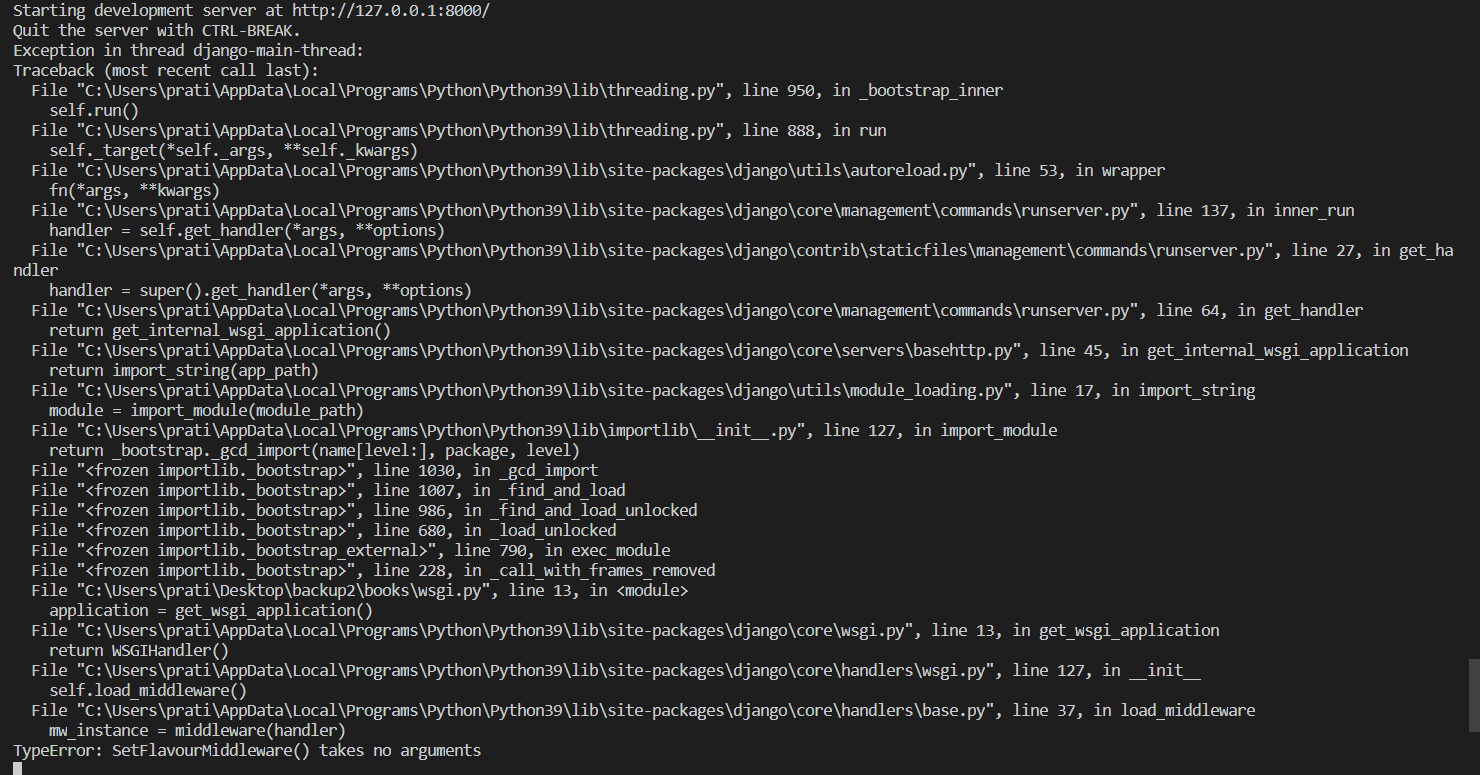 Starting development server at http://127.0.0.1:8000/
Quit the server with CTRL-BREAK.
Exception in thread django-main-thread:
Traceback (most recent call last):
  File "C:\Users\prati\AppData\Local\Programs\Python\Python39\lib\threading.py", line 950, in _bootstrap_inner
    self.run()
  File "C:\Users\prati\AppData\Local\Programs\Python\Python39\lib\threading.py", line 888, in run
    self._target(*self._args, **self._kwargs)
  File "C:\Users\prati\AppData\Local\Programs\Python\Python39\lib\site-packages\django\utils\autoreload.py", line 53, in wrapper
    fn(*args, **kwargs)
  File "C:\Users\prati\AppData\Local\Programs\Python\Python39\lib\site-packages\django\core\management\commands\runserver.py", line 137, in inner_run
    handler = self.get_handler(*args, **options)
  File "C:\Users\prati\AppData\Local\Programs\Python\Python39\lib\site-packages\django\contrib\staticfiles\management\commands\runserver.py", line 27, in get_ha
ndler
    handler = super().get_handler(*args, **options)
  File "C:\Users\prati\AppData\Local\Programs\Python\Python39\lib\site-packages\django\core\management\commands\runserver.py", line 64, in get_handler
    return get_internal_wsgi_application()
  File "C:\Users\prati\AppData\Local\Programs\Python\Python39\lib\site-packages\django\core\servers\basehttp.py", line 45, in get_internal_wsgi_application
    return import_string(app_path)
  File "C:\Users\prati\AppData\Local\Programs\Python\Python39\lib\site-packages\django\utils\module_loading.py", line 17, in import_string
    module = import_module(module_path)
  File "C:\Users\prati\AppData\Local\Programs\Python\Python39\lib\importlib\__init__.py", line 127, in import_module
    return _bootstrap._gcd_import(name[level:], package, level)
  File "<frozen importlib._bootstrap>", line 1030, in _gcd_import
  File "<frozen importlib._bootstrap>", line 1007, in _find_and_load
  File "<frozen importlib._bootstrap>", line 986, in _find_and_load_unlocked
  File "<frozen importlib._bootstrap>", line 680, in _load_unlocked
  File "<frozen importlib._bootstrap_external>", line 790, in exec_module
  File "<frozen importlib._bootstrap>", line 228, in _call_with_frames_removed
  File "C:\Users\prati\Desktop\backup2\books\wsgi.py", line 13, in <module>
    application = get_wsgi_application()
  File "C:\Users\prati\AppData\Local\Programs\Python\Python39\lib\site-packages\django\core\wsgi.py", line 13, in get_wsgi_application
    return WSGIHandler()
  File "C:\Users\prati\AppData\Local\Programs\Python\Python39\lib\site-packages\django\core\handlers\wsgi.py", line 127, in __init__
    self.load_middleware()
  File "C:\Users\prati\AppData\Local\Programs\Python\Python39\lib\site-packages\django\core\handlers\base.py", line 37, in load_middleware
    mw_instance = middleware(handler)
TypeError: SetFlavourMiddleware() takes no arguments